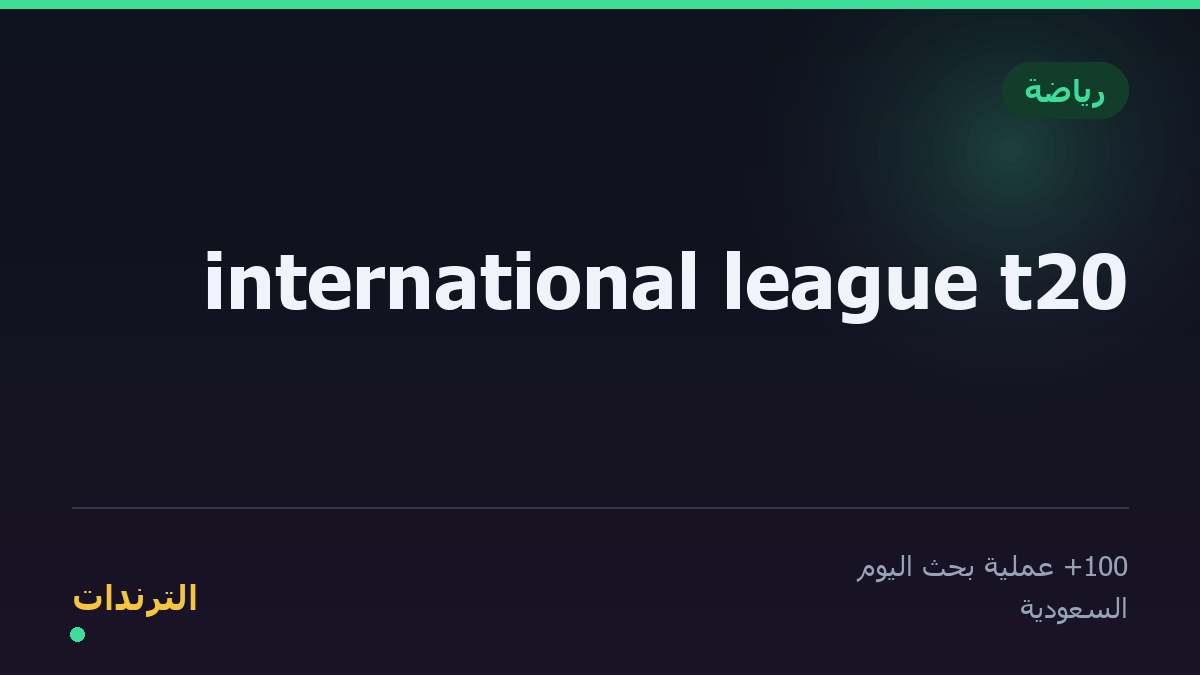 رياضة
international league t20
100+ عملية بحث اليوم
السعودية
الترندات